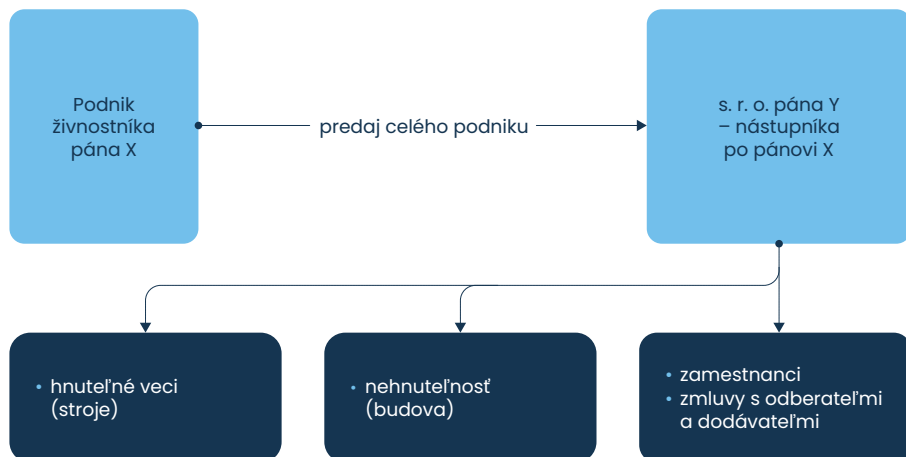 Podnik
živnostníka
pána X
predaj celého podniku
s. r. o. pána Y
– nástupníka
po pánovi X
• hnuteľné veci
(stroje)
• nehnuteľnosť
(budova)
• zamestnanci
• zmluvy s odberateľmi
a dodávateľmi